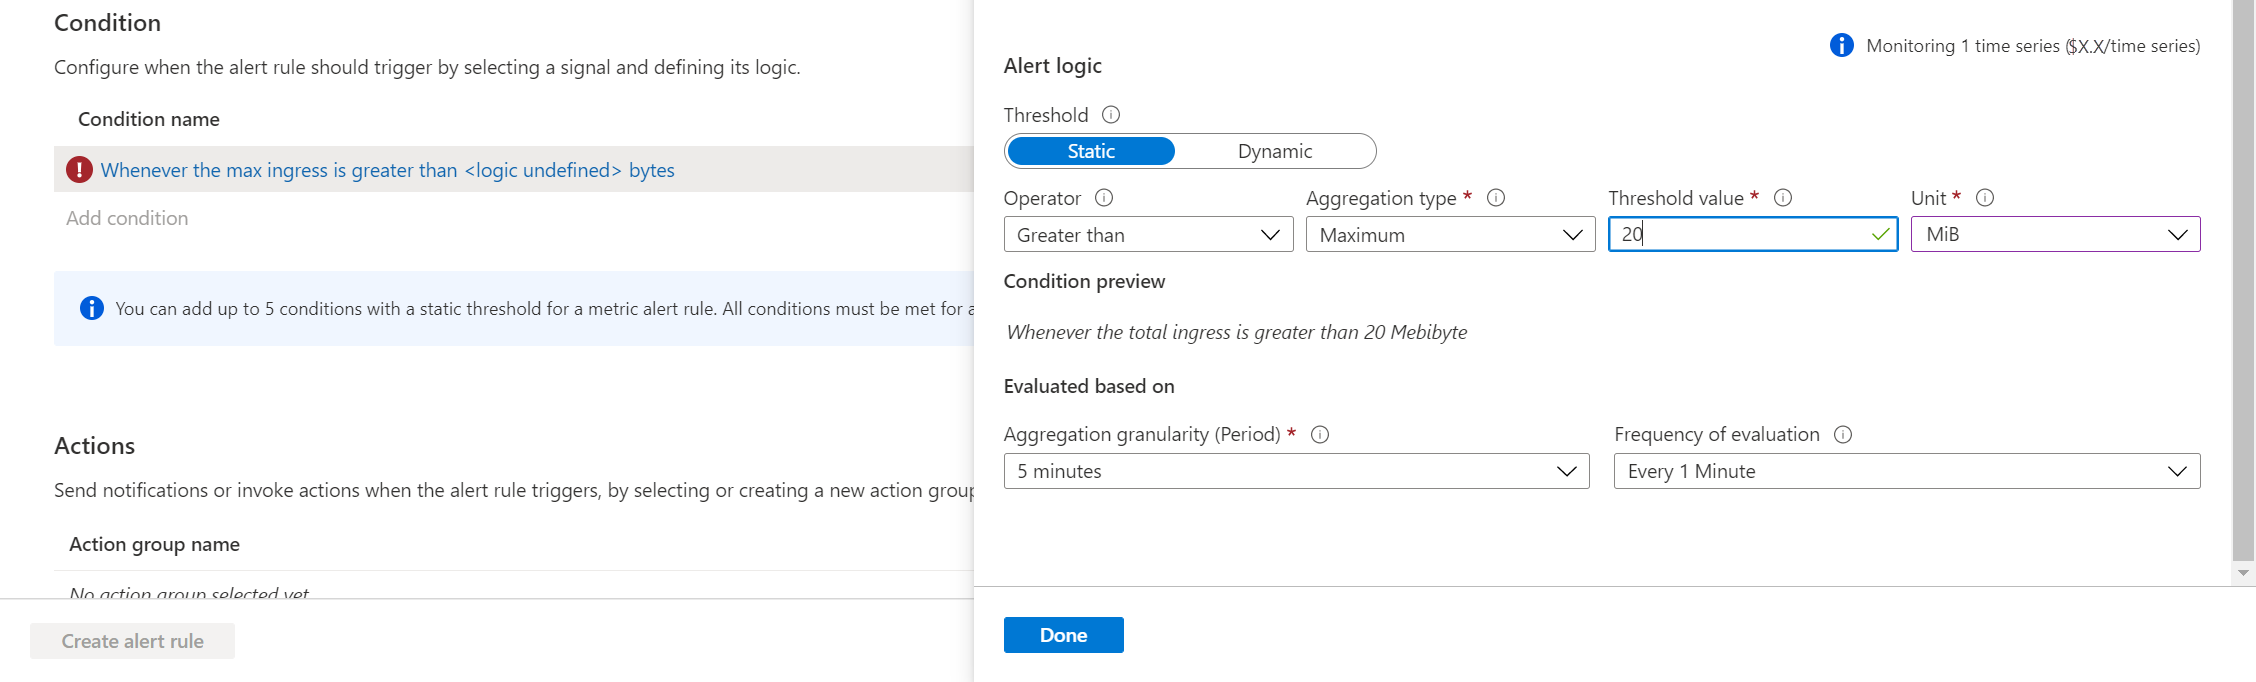 Condition
Configure when the alert rule should trigger by selecting a signal and defining its logic.
Condition name
Whenever the max ingress is greater than <logic undefined> bytes
Add condition
You can add up to 5 conditions with a static threshold for a metric alert rule. All conditions must be met for a
Actions
Send notifications or invoke actions when the alert rule triggers, by selecting or creating a new action group
Action group name
No action group selected yet
Create alert rule
Monitoring 1 time series ($X.X/time series)
Alert logic
Threshold
Static Dynamic
Operator Aggregation type * Threshold value * Unit *
Greater than Maximum 20 MiB
Condition preview
Whenever the total ingress is greater than 20 Mebibyte
Evaluated based on
Aggregation granularity (Period) * Frequency of evaluation
5 minutes Every 1 Minute
Done